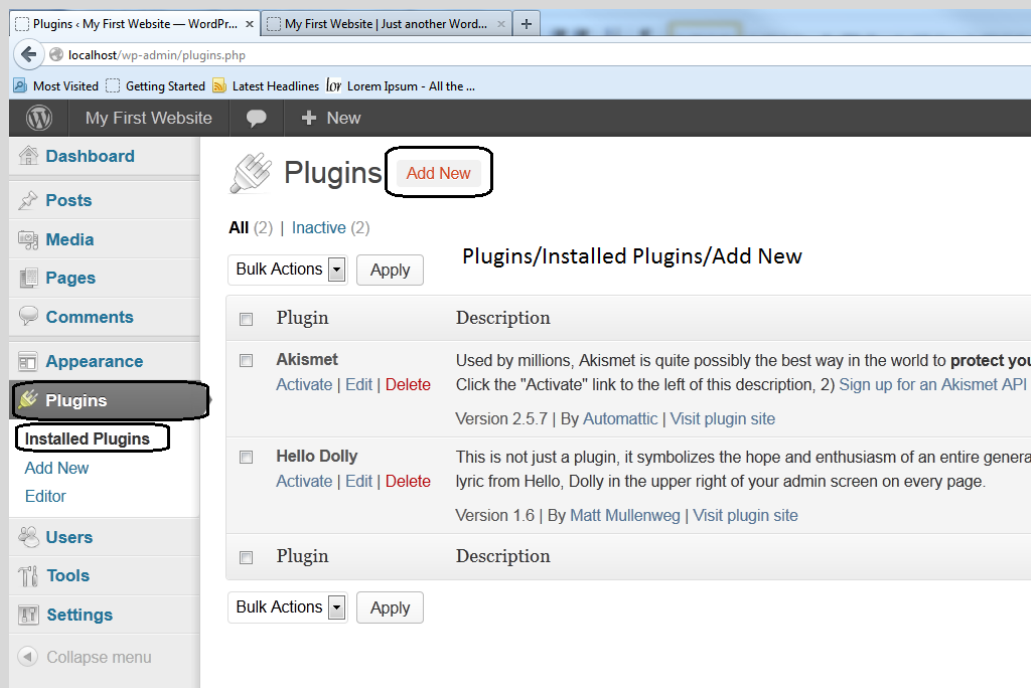 Plugins ‹ My First Website — WordPr... ×
My First Website | Just another Word... ×
+
localhost/wp-admin/plugins.php
Most Visited Getting Started Latest Headlines lor Lorem Ipsum - All the ...
My First Website + New
Dashboard
Posts
Media
Pages
Comments
Appearance
Plugins
Installed Plugins
Add New
Editor
Users
Tools
Settings
Collapse menu
Plugins Add New
All (2) | Inactive (2)
Plugins/Installed Plugins/Add New
Bulk Actions Apply
Plugin Description
Akismet
Activate | Edit | Delete
Used by millions, Akismet is quite possibly the best way in the world to protect you
Click the "Activate" link to the left of this description, 2) Sign up for an Akismet API
Version 2.5.7 | By Automattic | Visit plugin site
Hello Dolly
Activate | Edit | Delete
This is not just a plugin, it symbolizes the hope and enthusiasm of an entire genera
lyric from Hello, Dolly in the upper right of your admin screen on every page.
Version 1.6 | By Matt Mullenweg | Visit plugin site
Plugin Description
Bulk Actions Apply